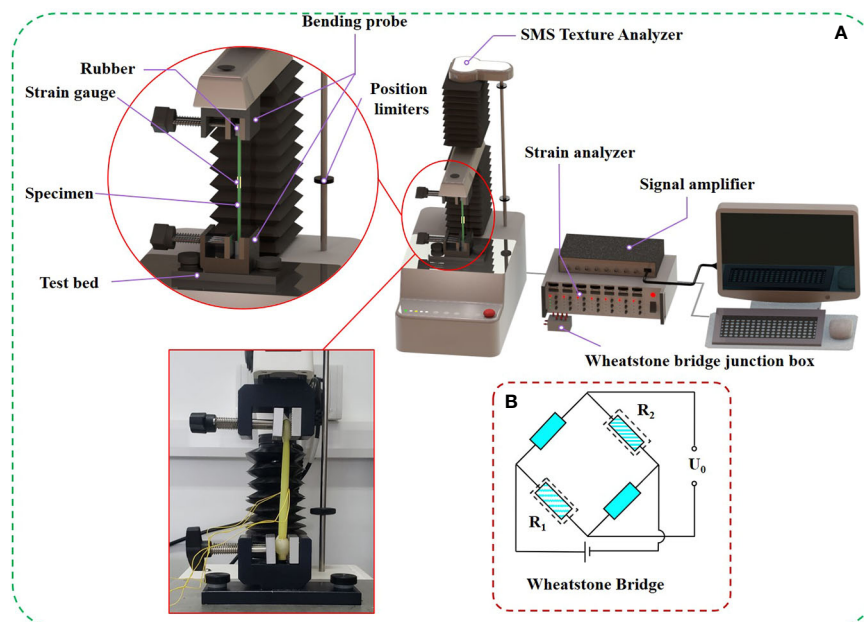 Bending probe
SMS Texture Analyzer
A
Rubber
Strain gauge
Position
limiters
Strain analyzer
Signal amplifier
Specimen
Test bed
Wheatstone bridge junction box
B
R2
U0
R1
Wheatstone Bridge